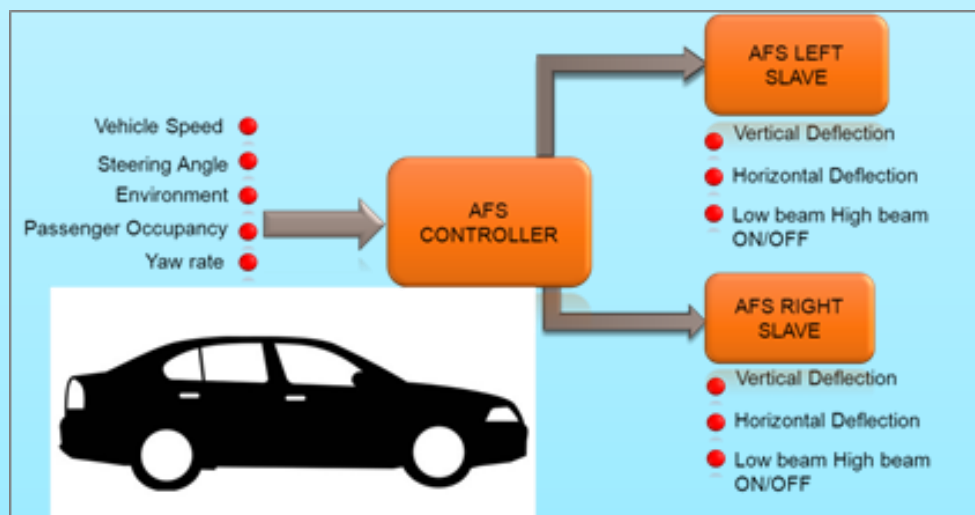 Vehicle Speed
Steering Angle
Environment
Passenger Occupancy
Yaw rate
AFS
CONTROLLER
AFS LEFT
SLAVE
Vertical Deflection
Horizontal Deflection
Low beam High beam
ON/OFF
AFS RIGHT
SLAVE
Vertical Deflection
Horizontal Deflection
Low beam High beam
ON/OFF